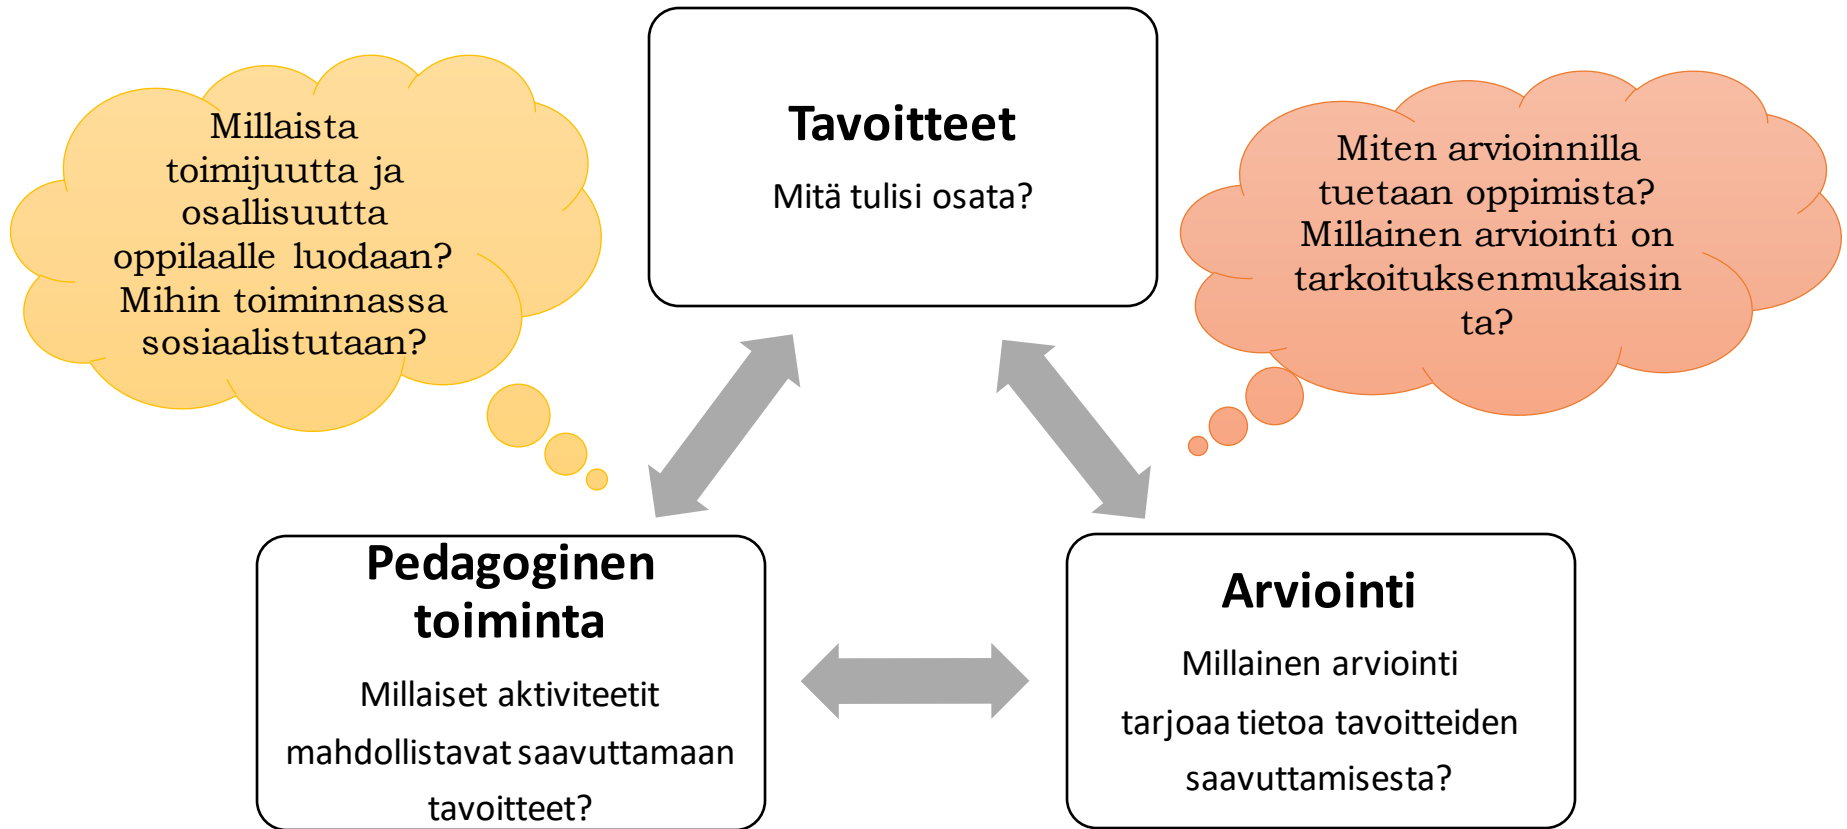 Tavoitteet
Mitä tulisi osata?
Millaista
toimijuutta ja
osallisuutta
oppilaalle luodaan?
Mihin toiminnassa
sosiaalistutaan?
Miten arvioinnilla
tuetaan oppimista?
Millainen arviointi on
tarkoituksenmukaisin
ta?
Pedagoginen
toiminta
Millaiset aktiviteetit
mahdollistavat saavuttamaan
tavoitteet?
Arviointi
Millainen arviointi
tarjoaa tietoa tavoitteiden
saavuttamisesta?